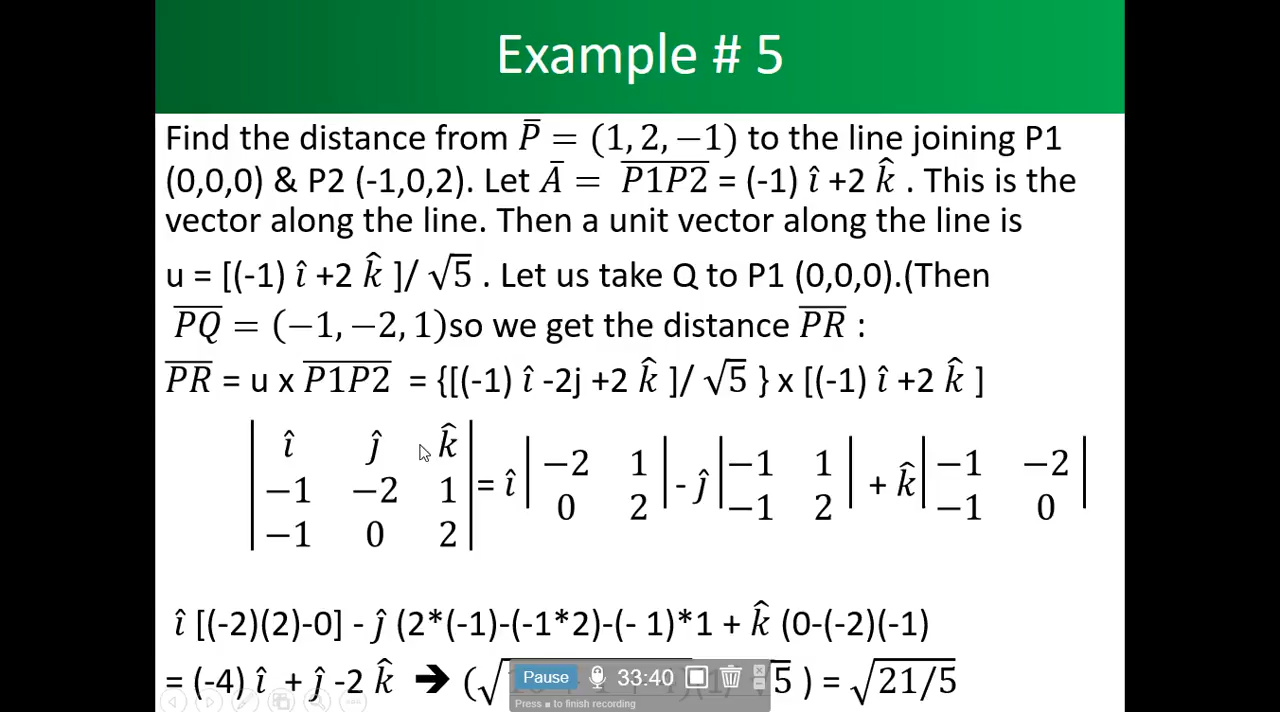 Example # 5
Find the distance from P̅ = (1, 2, −1) to the line joining P1
(0,0,0) & P2 (-1,0,2). Let A̅ = P̅1̅P̅2̅ = (-1) î +2 k̂ . This is the
vector along the line. Then a unit vector along the line is
u = [(-1) î +2 k̂ ]/ √5 . Let us take Q to P1 (0,0,0).(Then
P̅Q̅ = (−1, −2, 1)so we get the distance P̅R̅ :
P̅R̅ = u x P̅1̅P̅2̅ = {[(-1) î -2j +2 k̂ ]/ √5 } x [(-1) î +2 k̂ ]
| î ĵ k̂ |
| −1 −2 1 | = î | −2 1 | - ĵ | −1 1 | + k̂ | −1 −2 |
| −1 0 2 | | 0 2 | | −1 2 | | −1 0 |
î [(-2)(2)-0] - ĵ (2*(-1)-(-1*2)-(- 1)*1 + k̂ (0-(-2)(-1)
= (-4) î + ĵ -2 k̂ ➔ (√ 5 ) = √21/5
Pause 33:40
Press ■ to finish recording